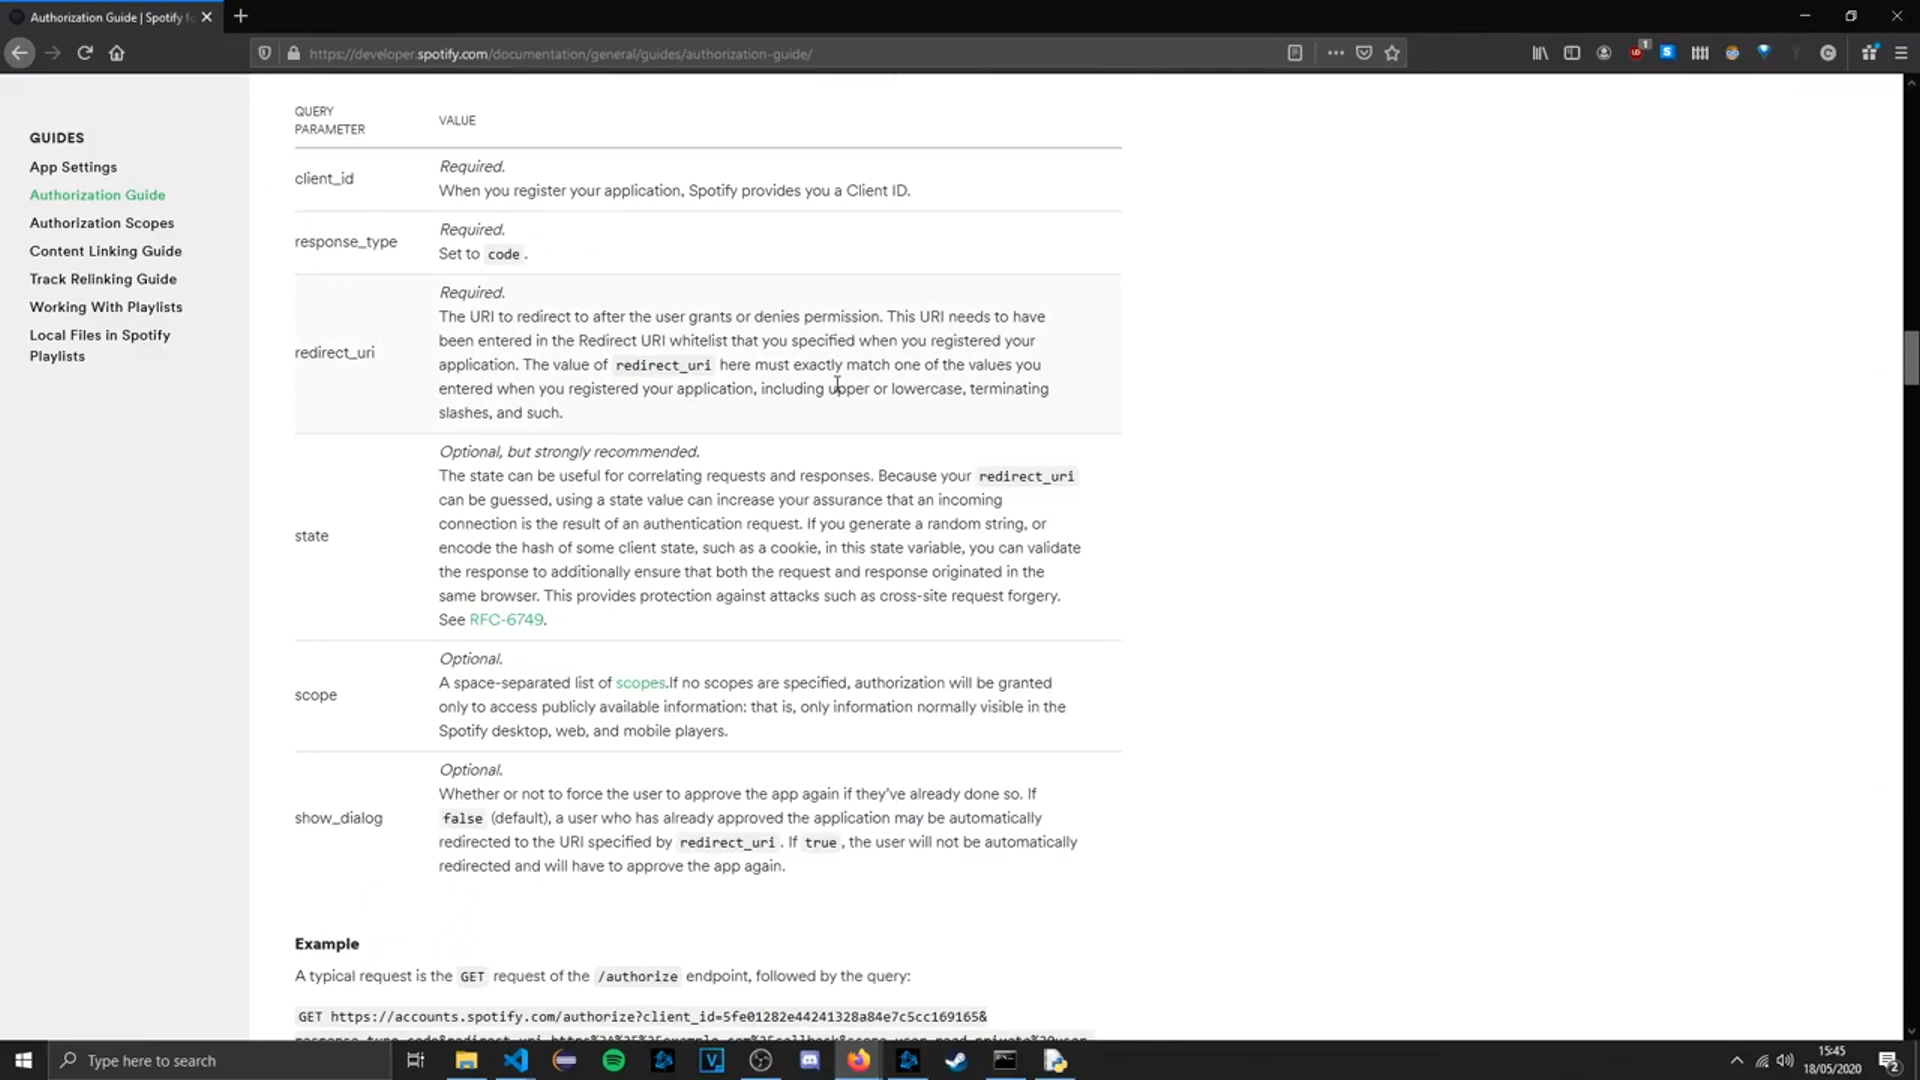 Authorization Guide | Spotify f
https://developer.spotify.com/documentation/general/guides/authorization-guide/
1
GUIDES
App Settings
Authorization Guide
Authorization Scopes
Content Linking Guide
Track Relinking Guide
Working With Playlists
Local Files in Spotify
Playlists
QUERY
PARAMETER
VALUE
client_id
Required.
When you register your application, Spotify provides you a Client ID.
response_type
Required.
Set to code .
redirect_uri
Required.
The URI to redirect to after the user grants or denies permission. This URI needs to have
been entered in the Redirect URI whitelist that you specified when you registered your
application. The value of redirect_uri here must exactly match one of the values you
entered when you registered your application, including upper or lowercase, terminating
slashes, and such.
state
Optional, but strongly recommended.
The state can be useful for correlating requests and responses. Because your redirect_uri
can be guessed, using a state value can increase your assurance that an incoming
connection is the result of an authentication request. If you generate a random string, or
encode the hash of some client state, such as a cookie, in this state variable, you can validate
the response to additionally ensure that both the request and response originated in the
same browser. This provides protection against attacks such as cross-site request forgery.
See RFC-6749.
scope
Optional.
A space-separated list of scopes.If no scopes are specified, authorization will be granted
only to access publicly available information: that is, only information normally visible in the
Spotify desktop, web, and mobile players.
show_dialog
Optional.
Whether or not to force the user to approve the app again if they've already done so. If
false (default), a user who has already approved the application may be automatically
redirected to the URI specified by redirect_uri . If true , the user will not be automatically
redirected and will have to approve the app again.
Example
A typical request is the GET request of the /authorize endpoint, followed by the query:
GET https://accounts.spotify.com/authorize?client_id=5fe01282e44241328a84e7c5cc169165&
Type here to search
15:45
18/05/2020
2